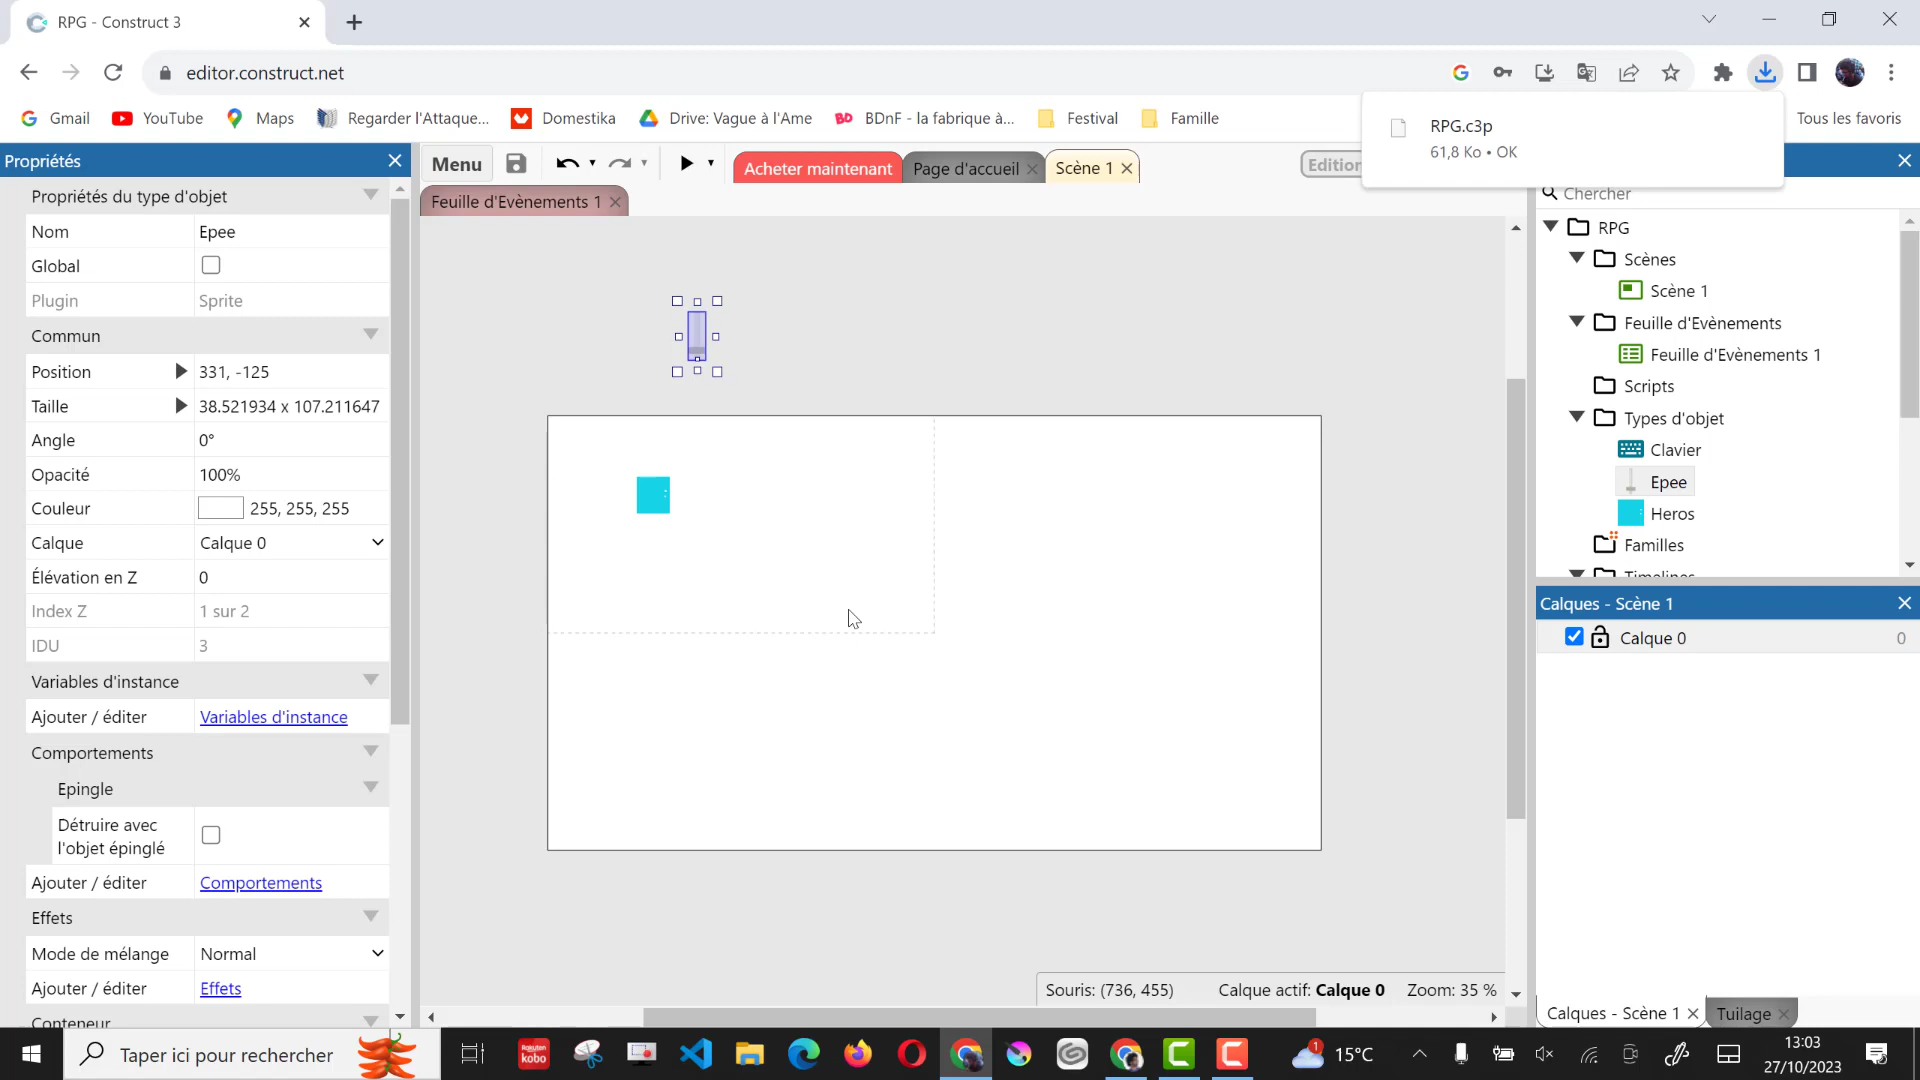 RPG - Construct 3
editor.construct.net
Gmail
YouTube
Maps
Regarder l'Attaque...
Domestika
Drive: Vague à l'Ame
BDnF - la fabrique à...
Festival
Famille
Tous les favoris
RPG.c3p
61,8 Ko • OK
Propriétés
Menu
Acheter maintenant
Page d'accueil
Scène 1
Edition
Feuille d'Evènements 1
Propriétés du type d'objet
Nom Epee
Global
Plugin Sprite
Commun
Position 331, -125
Taille 38.521934 x 107.211647
Angle 0°
Opacité 100%
Couleur 255, 255, 255
Calque Calque 0
Élévation en Z 0
Index Z 1 sur 2
IDU 3
Variables d'instance
Ajouter / éditer Variables d'instance
Comportements
Epingle
Détruire avec
l'objet épinglé
Ajouter / éditer Comportements
Effets
Mode de mélange Normal
Ajouter / éditer Effets
Conteneur
Souris: (736, 455) Calque actif: Calque 0 Zoom: 35 %
Chercher
RPG
Scènes
Scène 1
Feuille d'Evènements
Feuille d'Evènements 1
Scripts
Types d'objet
Clavier
Epee
Heros
Familles
Timelines
Calques - Scène 1
Calque 0 0
Calques - Scène 1
Tuilage
Taper ici pour rechercher
Rakuten
kobo
1
15°C
13:03
27/10/2023